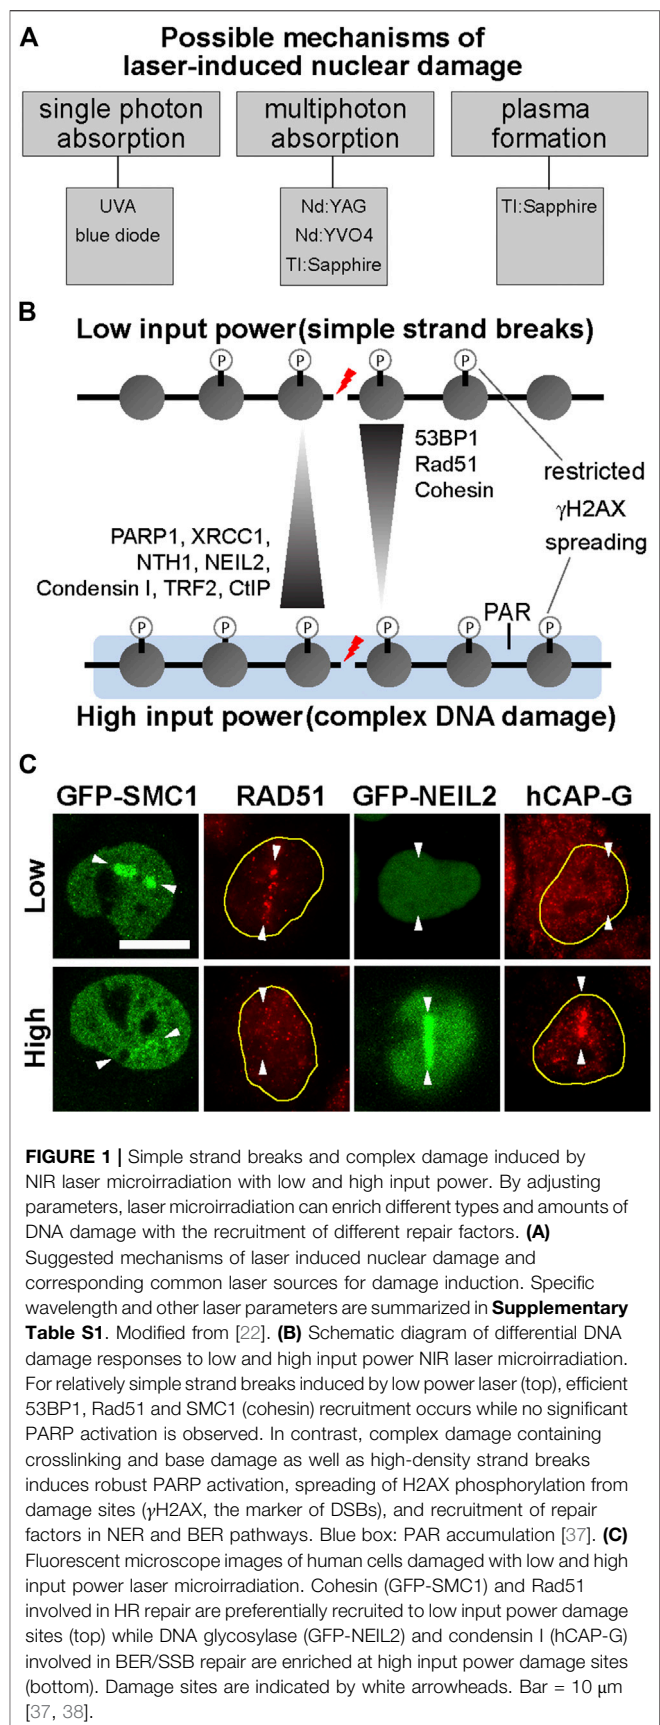 A
Possible mechanisms of
laser-induced nuclear damage
single photon
absorption
multiphoton
absorption
plasma
formation
UVA
blue diode
Nd:YAG
Nd:YVO4
TI:Sapphire
TI:Sapphire
B
Low input power(simple strand breaks)
P P P P
53BP1
Rad51
Cohesin
restricted
γH2AX
spreading
PARP1, XRCC1,
NTH1, NEIL2,
Condensin I, TRF2, CtIP
PAR
P P P P P P
High input power(complex DNA damage)
C
GFP-SMC1 RAD51 GFP-NEIL2 hCAP-G
Low
High
FIGURE 1 | Simple strand breaks and complex damage induced by
NIR laser microirradiation with low and high input power. By adjusting
parameters, laser microirradiation can enrich different types and amounts of
DNA damage with the recruitment of different repair factors. (A)
Suggested mechanisms of laser induced nuclear damage and
corresponding common laser sources for damage induction. Specific
wavelength and other laser parameters are summarized in Supplementary
Table S1. Modified from [22]. (B) Schematic diagram of differential DNA
damage responses to low and high input power NIR laser microirradiation.
For relatively simple strand breaks induced by low power laser (top), efficient
53BP1, Rad51 and SMC1 (cohesin) recruitment occurs while no significant
PARP activation is observed. In contrast, complex damage containing
crosslinking and base damage as well as high-density strand breaks
induces robust PARP activation, spreading of H2AX phosphorylation from
damage sites (γH2AX, the marker of DSBs), and recruitment of repair
factors in NER and BER pathways. Blue box: PAR accumulation [37]. (C)
Fluorescent microscope images of human cells damaged with low and high
input power laser microirradiation. Cohesin (GFP-SMC1) and Rad51
involved in HR repair are preferentially recruited to low input power damage
sites (top) while DNA glycosylase (GFP-NEIL2) and condensin I (hCAP-G)
involved in BER/SSB repair are enriched at high input power damage sites
(bottom). Damage sites are indicated by white arrowheads. Bar = 10 μm
[37, 38].